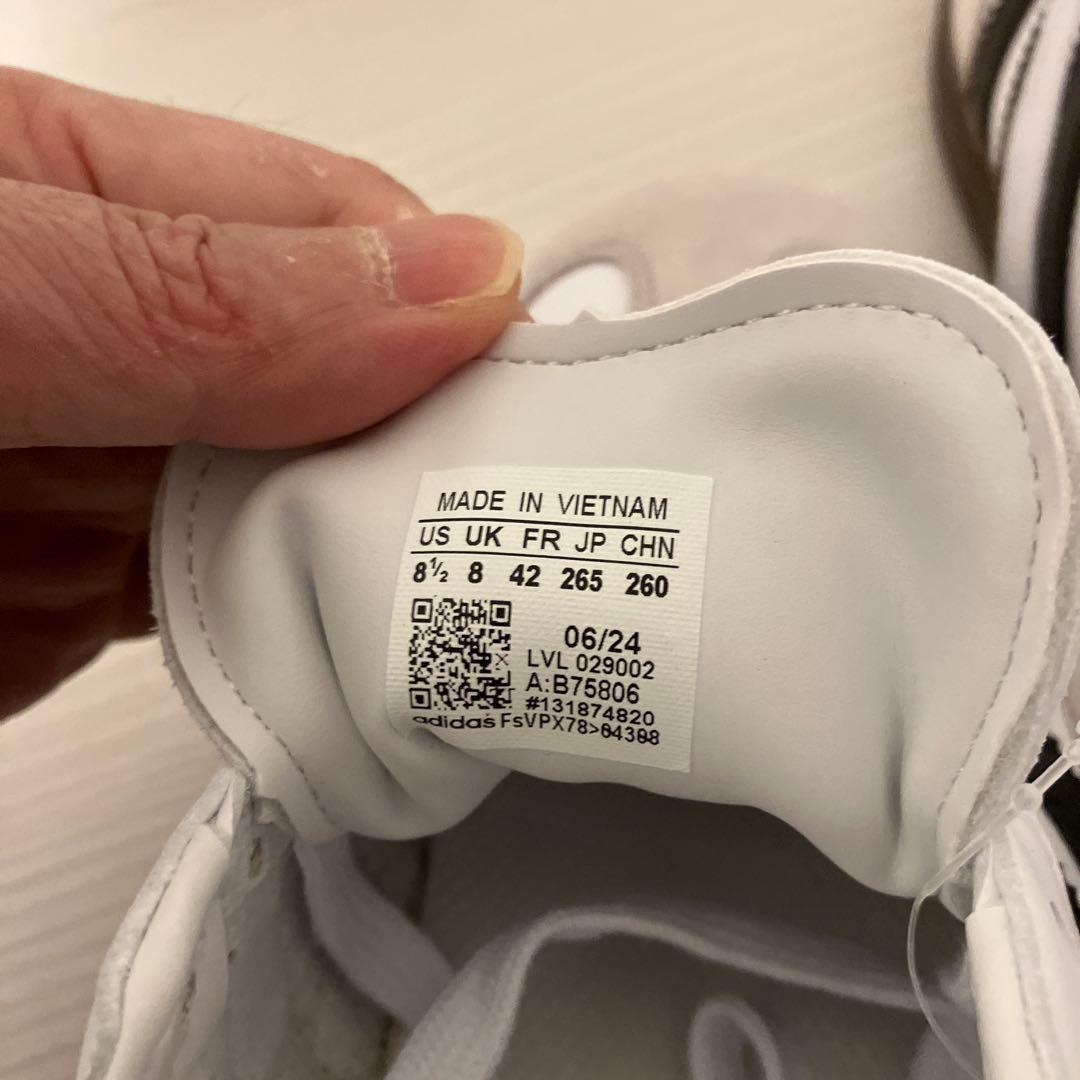 MADE IN VIETNAM
US UK FR JP CHN
8½ 8 42 265 260
06/24
LVL 029002
A:B75806
#131874820
adidas FsVPX78>04308